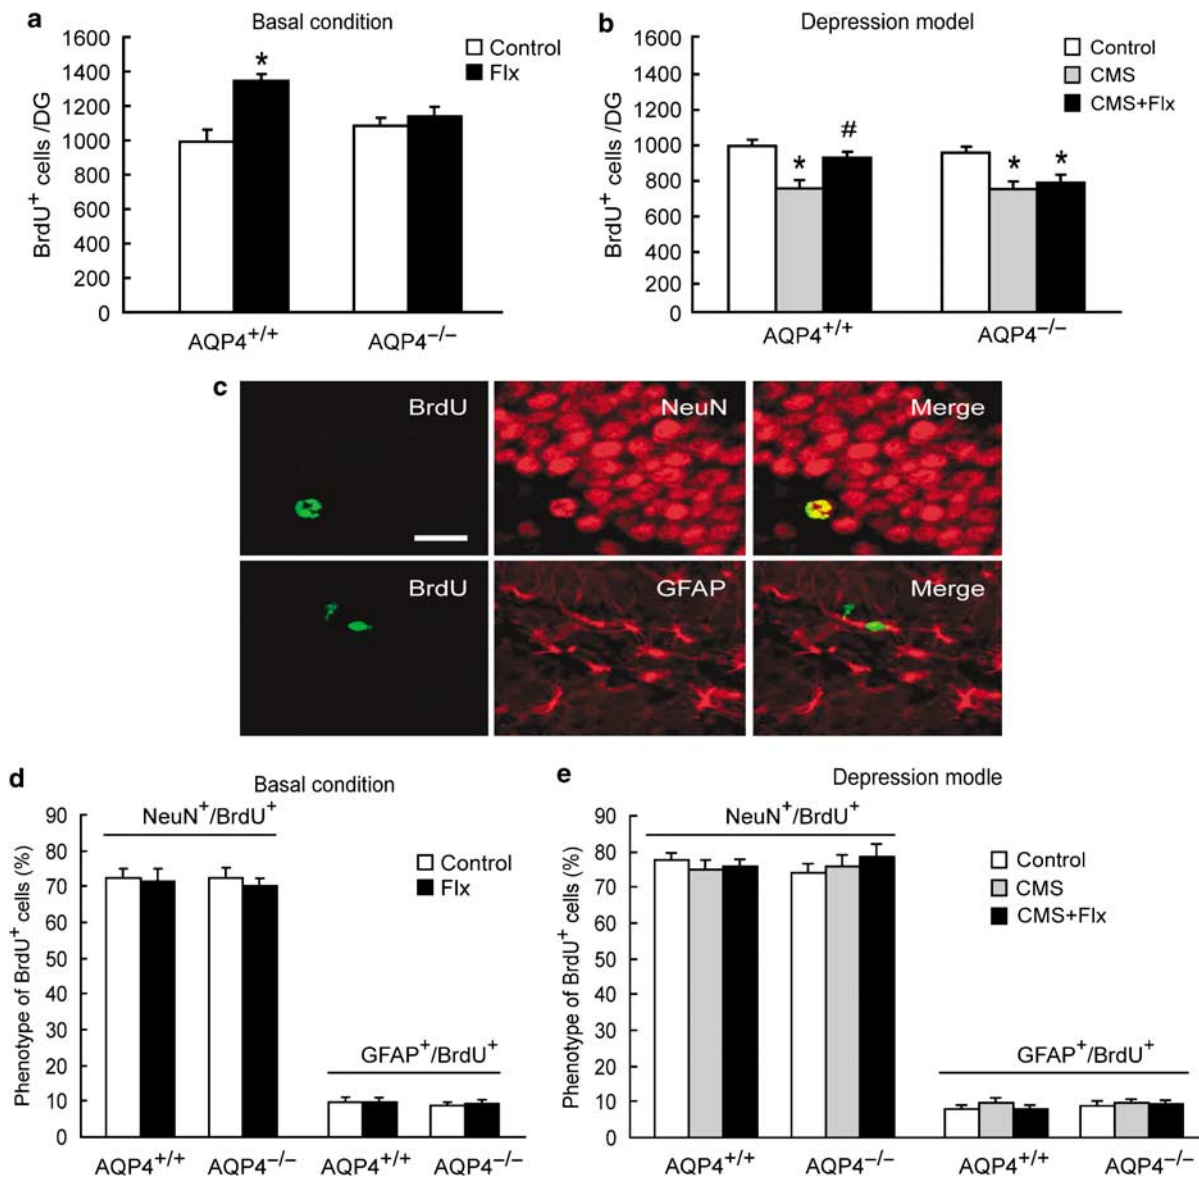 a
Basal condition
1600
1400
1200
1000
800
600
400
200
0
BrdU+ cells /DG
Control
Flx
*
AQP4+/+
AQP4−/−
b
Depression model
1600
1400
1200
1000
800
600
400
200
0
BrdU+ cells /DG
Control
CMS
CMS+Flx
*
#
*
*
AQP4+/+
AQP4−/−
c
BrdU
NeuN
Merge
BrdU
GFAP
Merge
d
Basal condition
90
80
70
60
50
40
30
20
10
0
Phenotype of BrdU+ cells (%)
NeuN+/BrdU+
Control
Flx
GFAP+/BrdU+
AQP4+/+
AQP4−/−
AQP4+/+
AQP4−/−
e
Depression modle
90
80
70
60
50
40
30
20
10
0
Phenotype of BrdU+ cells (%)
NeuN+/BrdU+
Control
CMS
CMS+Flx
GFAP+/BrdU+
AQP4+/+
AQP4−/−
AQP4+/+
AQP4−/−